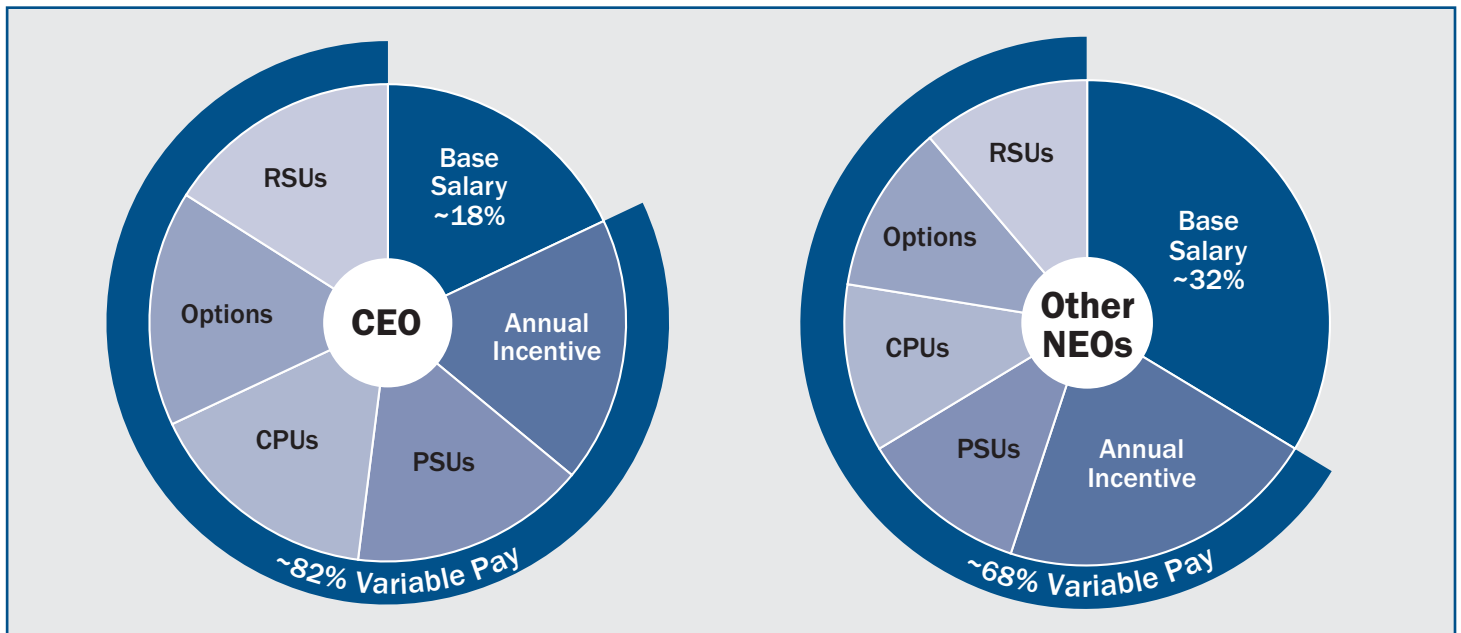 RSUs
Base
Salary
~18%
Options
CEO
Annual
Incentive
CPUs
PSUs
~82% Variable Pay
RSUs
Base
Salary
~32%
Options
Other
NEOs
CPUs
PSUs
Annual
Incentive
~68% Variable Pay